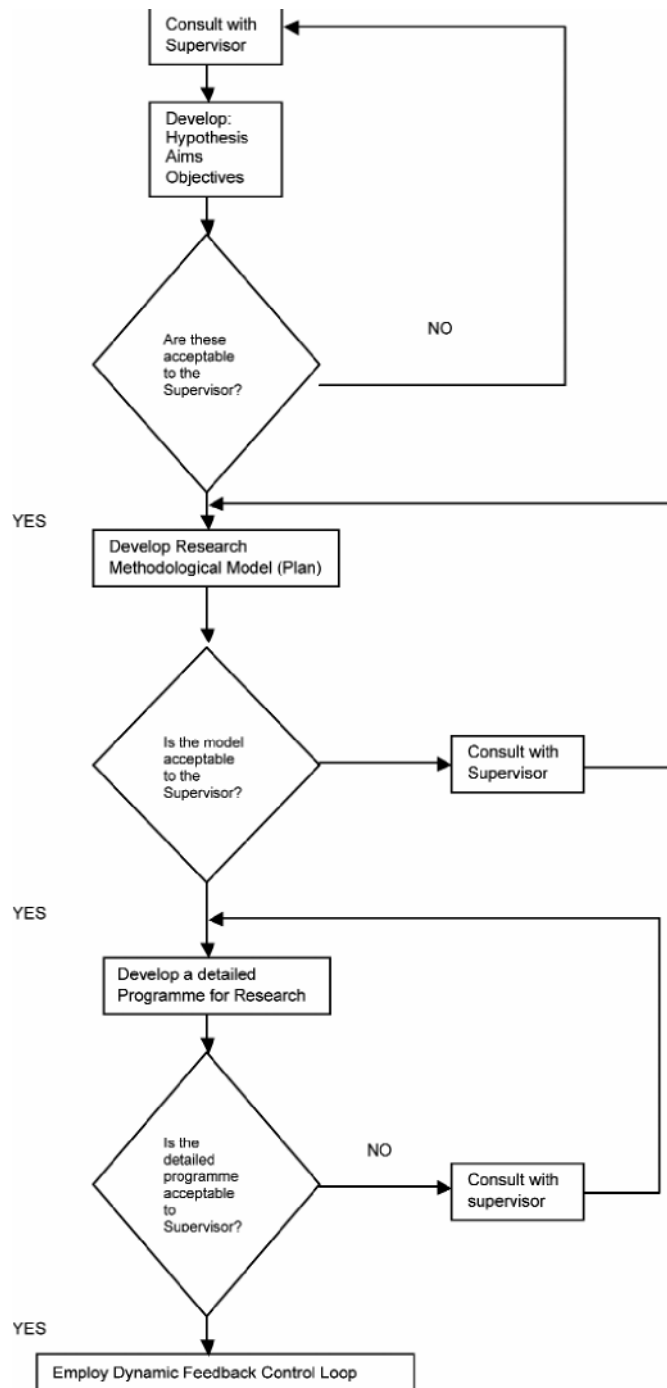 Consult with
Supervisor
Develop:
Hypothesis
Aims
Objectives
Are these
acceptable
to the
Supervisor?
NO
YES
Develop Research
Methodological Model (Plan)
Is the model
acceptable
to the
Supervisor?
Consult with
Supervisor
YES
Develop a detailed
Programme for Research
Is the
detailed
programme
acceptable
to
Supervisor?
NO
Consult with
supervisor
YES
Employ Dynamic Feedback Control Loop